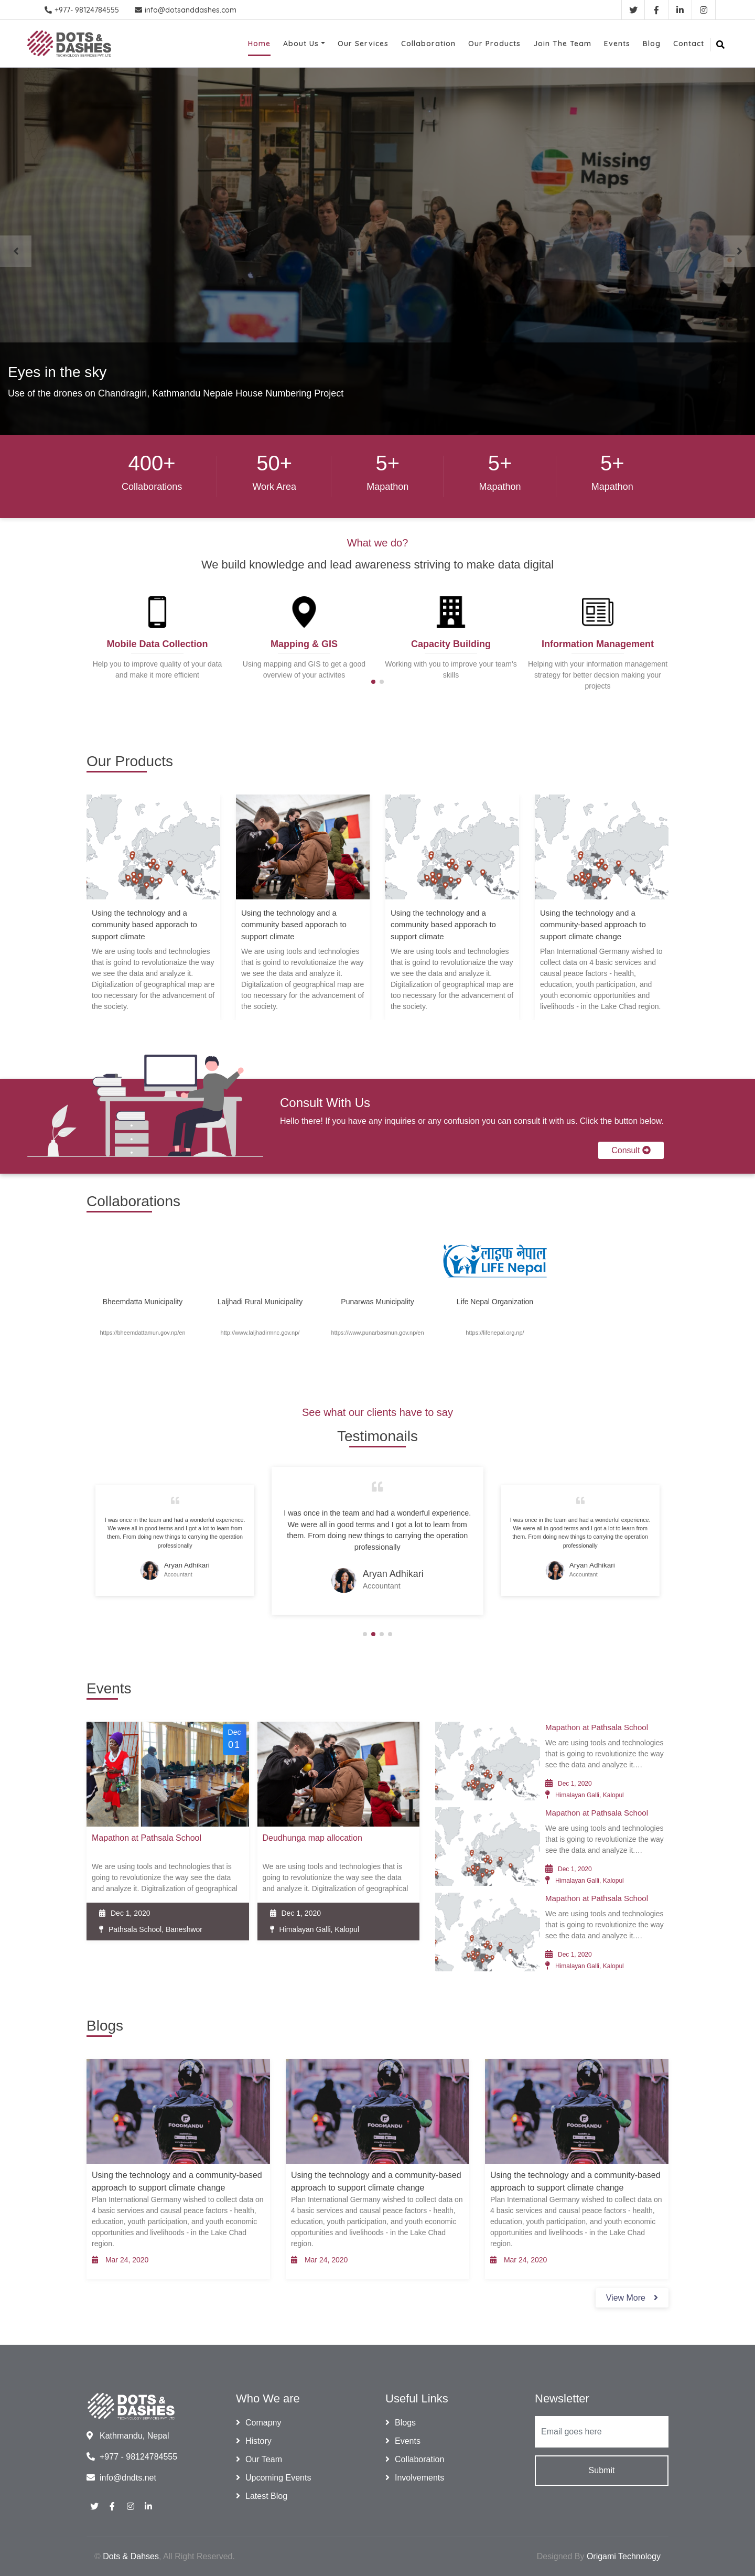 +977- 98124784555 info@dotsanddashes.com
DOTS & DASHES
TECHNOLOGY SERVICES PVT. LTD
Home About Us Our Services Collaboration Our Products Join The Team Events Blog Contact
Missing Maps
Eyes in the sky
Use of the drones on Chandragiri, Kathmandu Nepale House Numbering Project
400+ 50+ 5+ 5+ 5+
Collaborations Work Area Mapathon Mapathon Mapathon
What we do?
We build knowledge and lead awareness striving to make data digital
Mobile Data Collection
Help you to improve quality of your data
and make it more efficient
Mapping & GIS
Using mapping and GIS to get a good
overview of your activites
Capacity Building
Working with you to improve your team's
skills
Information Management
Helping with your information management
strategy for better decsion making your
projects
Our Products
Using the technology and a
community based apporach to
support climate
We are using tools and technologies
that is goind to revolutionaize the way
we see the data and analyze it.
Digitalization of geographical map are
too necessary for the advancement of
the society.
Using the technology and a
community based apporach to
support climate
We are using tools and technologies
that is goind to revolutionaize the way
we see the data and analyze it.
Digitalization of geographical map are
too necessary for the advancement of
the society.
Using the technology and a
community based apporach to
support climate
We are using tools and technologies
that is goind to revolutionaize the way
we see the data and analyze it.
Digitalization of geographical map are
too necessary for the advancement of
the society.
Using the technology and a
community-based approach to
support climate change
Plan International Germany wished to
collect data on 4 basic services and
causal peace factors - health,
education, youth participation, and
youth economic opportunities and
livelihoods - in the Lake Chad region.
Consult With Us
Hello there! If you have any inquiries or any confusion you can consult it with us. Click the button below.
Consult
Collaborations
लाइफ नेपाल
LIFE Nepal
Bheemdatta Municipality
Laljhadi Rural Municipality
Punarwas Municipality
Life Nepal Organization
https://bheemdattamun.gov.np/en
http://www.laljhadirmnc.gov.np/
https://www.punarbasmun.gov.np/en
https://lifenepal.org.np/
See what our clients have to say
Testimonails
I was once in the team and had a wonderful experience.
We were all in good terms and I got a lot to learn from
them. From doing new things to carrying the operation
professionally
Aryan Adhikari
Accountant
I was once in the team and had a wonderful experience.
We were all in good terms and I got a lot to learn from
them. From doing new things to carrying the operation
professionally
Aryan Adhikari
Accountant
I was once in the team and had a wonderful experience.
We were all in good terms and I got a lot to learn from
them. From doing new things to carrying the operation
professionally
Aryan Adhikari
Accountant
Events
Dec
01
Mapathon at Pathsala School
We are using tools and technologies that is
going to revolutionize the way we see the data
and analyze it. Digitralization of geographical
Dec 1, 2020
Pathsala School, Baneshwor
Deudhunga map allocation
We are using tools and technologies that is
going to revolutionize the way we see the data
and analyze it. Digitralization of geographical
Dec 1, 2020
Himalayan Galli, Kalopul
Mapathon at Pathsala School
We are using tools and technologies
that is going to revolutionize the way
we see the data and analyze it.…
Dec 1, 2020
Himalayan Galli, Kalopul
Mapathon at Pathsala School
We are using tools and technologies
that is going to revolutionize the way
we see the data and analyze it.…
Dec 1, 2020
Himalayan Galli, Kalopul
Mapathon at Pathsala School
We are using tools and technologies
that is going to revolutionize the way
we see the data and analyze it.…
Dec 1, 2020
Himalayan Galli, Kalopul
Blogs
FOODMANDU
FOODMANDU
FOODMANDU
Using the technology and a community-based
approach to support climate change
Plan International Germany wished to collect data on
4 basic services and causal peace factors - health,
education, youth participation, and youth economic
opportunities and livelihoods - in the Lake Chad
region.
Mar 24, 2020
Using the technology and a community-based
approach to support climate change
Plan International Germany wished to collect data on
4 basic services and causal peace factors - health,
education, youth participation, and youth economic
opportunities and livelihoods - in the Lake Chad
region.
Mar 24, 2020
Using the technology and a community-based
approach to support climate change
Plan International Germany wished to collect data on
4 basic services and causal peace factors - health,
education, youth participation, and youth economic
opportunities and livelihoods - in the Lake Chad
region.
Mar 24, 2020
View More
DOTS & DASHES
TECHNOLOGY SERVICES PVT. LTD
Kathmandu, Nepal
+977 - 98124784555
info@dndts.net
Who We are
Comapny
History
Our Team
Upcoming Events
Latest Blog
Useful Links
Blogs
Events
Collaboration
Involvements
Newsletter
Email goes here
Submit
© Dots & Dahses. All Right Reserved.
Designed By Origami Technology